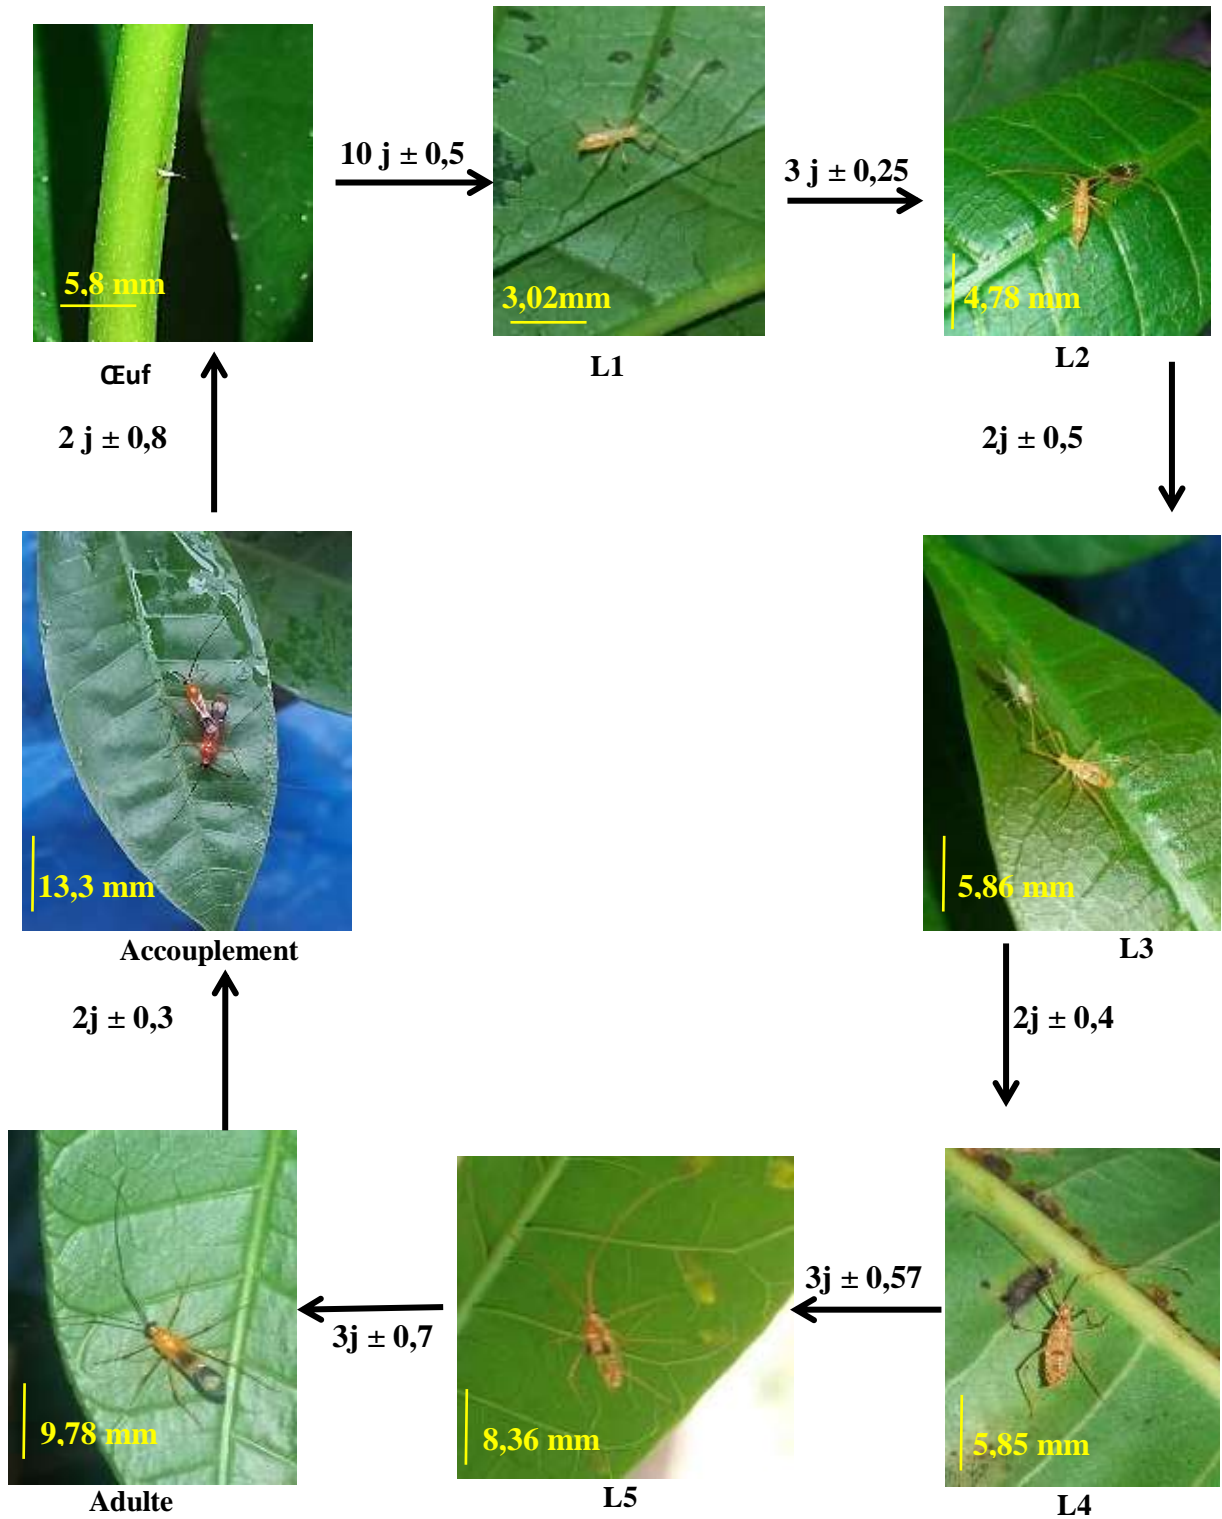 10 j ± 0,5
3 j ± 0,25
5,8 mm
3,02mm
4,78 mm
Œuf
L1
L2
2 j ± 0,8
2j ± 0,5
13,3 mm
5,86 mm
Accouplement
L3
2j ± 0,3
2j ± 0,4
3j ± 0,57
3j ± 0,7
9,78 mm
8,36 mm
5,85 mm
Adulte
L5
L4